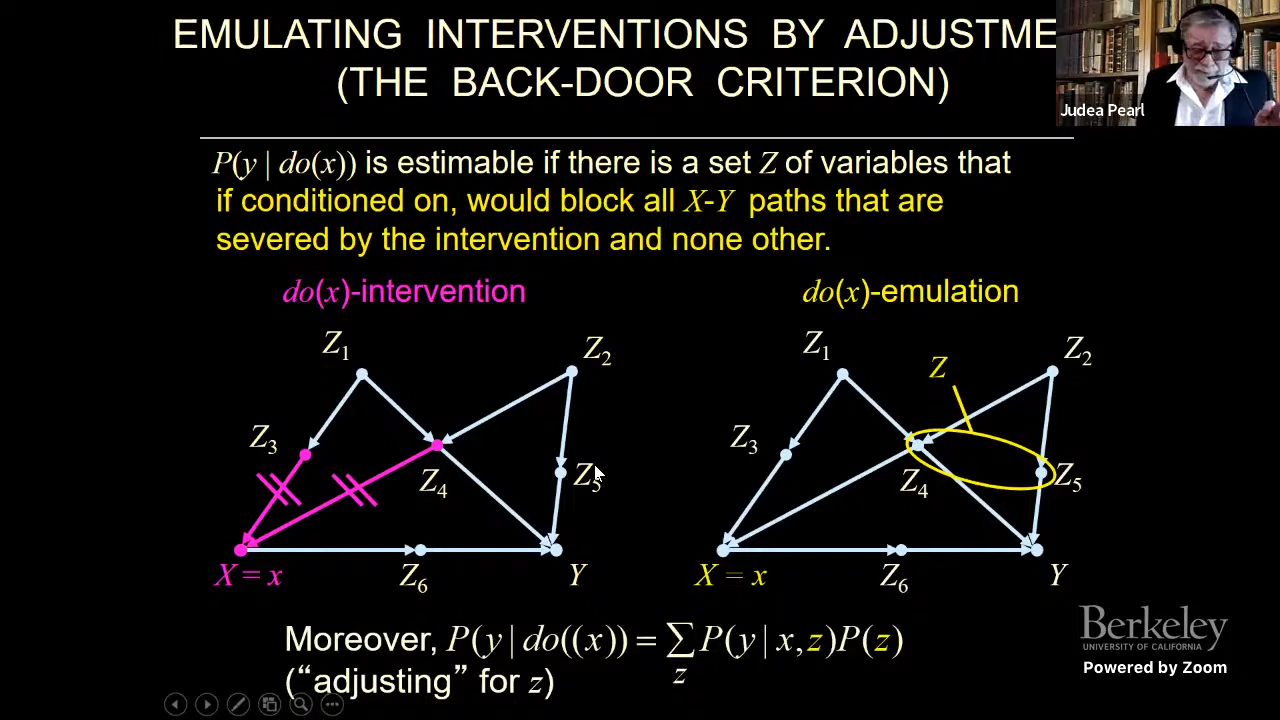 EMULATING INTERVENTIONS BY ADJUSTME
(THE BACK-DOOR CRITERION)
Judea Pearl
P(y | do(x)) is estimable if there is a set Z of variables that
if conditioned on, would block all X-Y paths that are
severed by the intervention and none other.
do(x)-intervention
do(x)-emulation
Z1
Z2
Z3
Z4
Z5
X = x
Z6
Y
Z1
Z
Z2
Z3
Z4
Z5
X = x
Z6
Y
Moreover, P(y | do((x)) = ∑z P(y | x, z)P(z)
(“adjusting” for z)
Berkeley
UNIVERSITY OF CALIFORNIA
Powered by Zoom